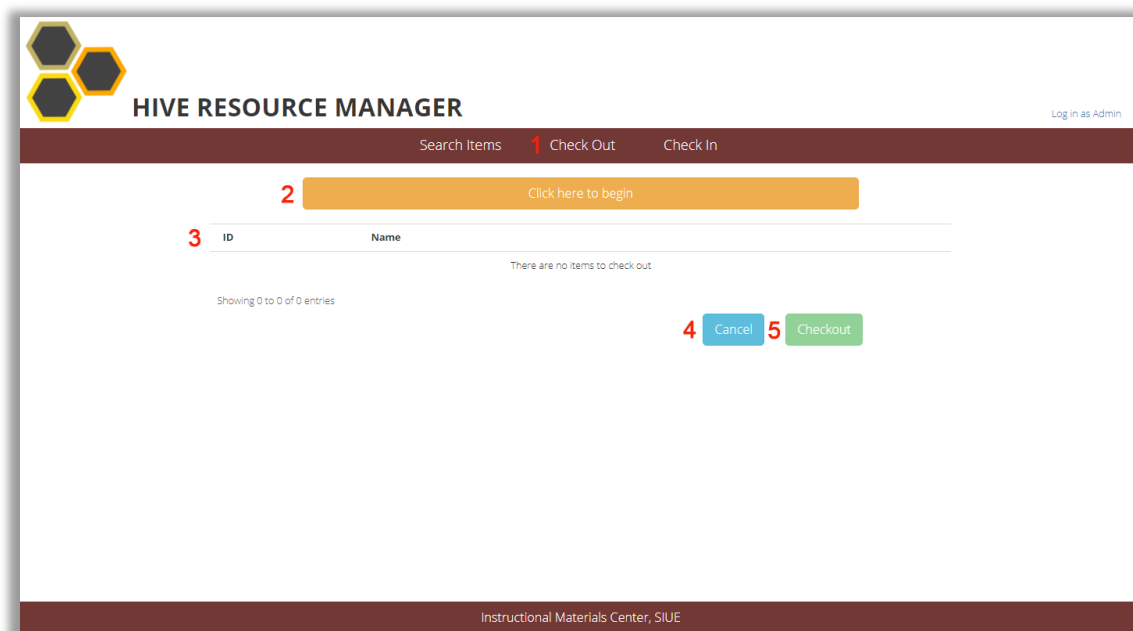 HIVE RESOURCE MANAGER
Log in as Admin
Search Items 1 Check Out Check In
2 Click here to begin
3 ID Name
There are no items to check out
Showing 0 to 0 of 0 entries
4 Cancel 5 Checkout
Instructional Materials Center, SIUE